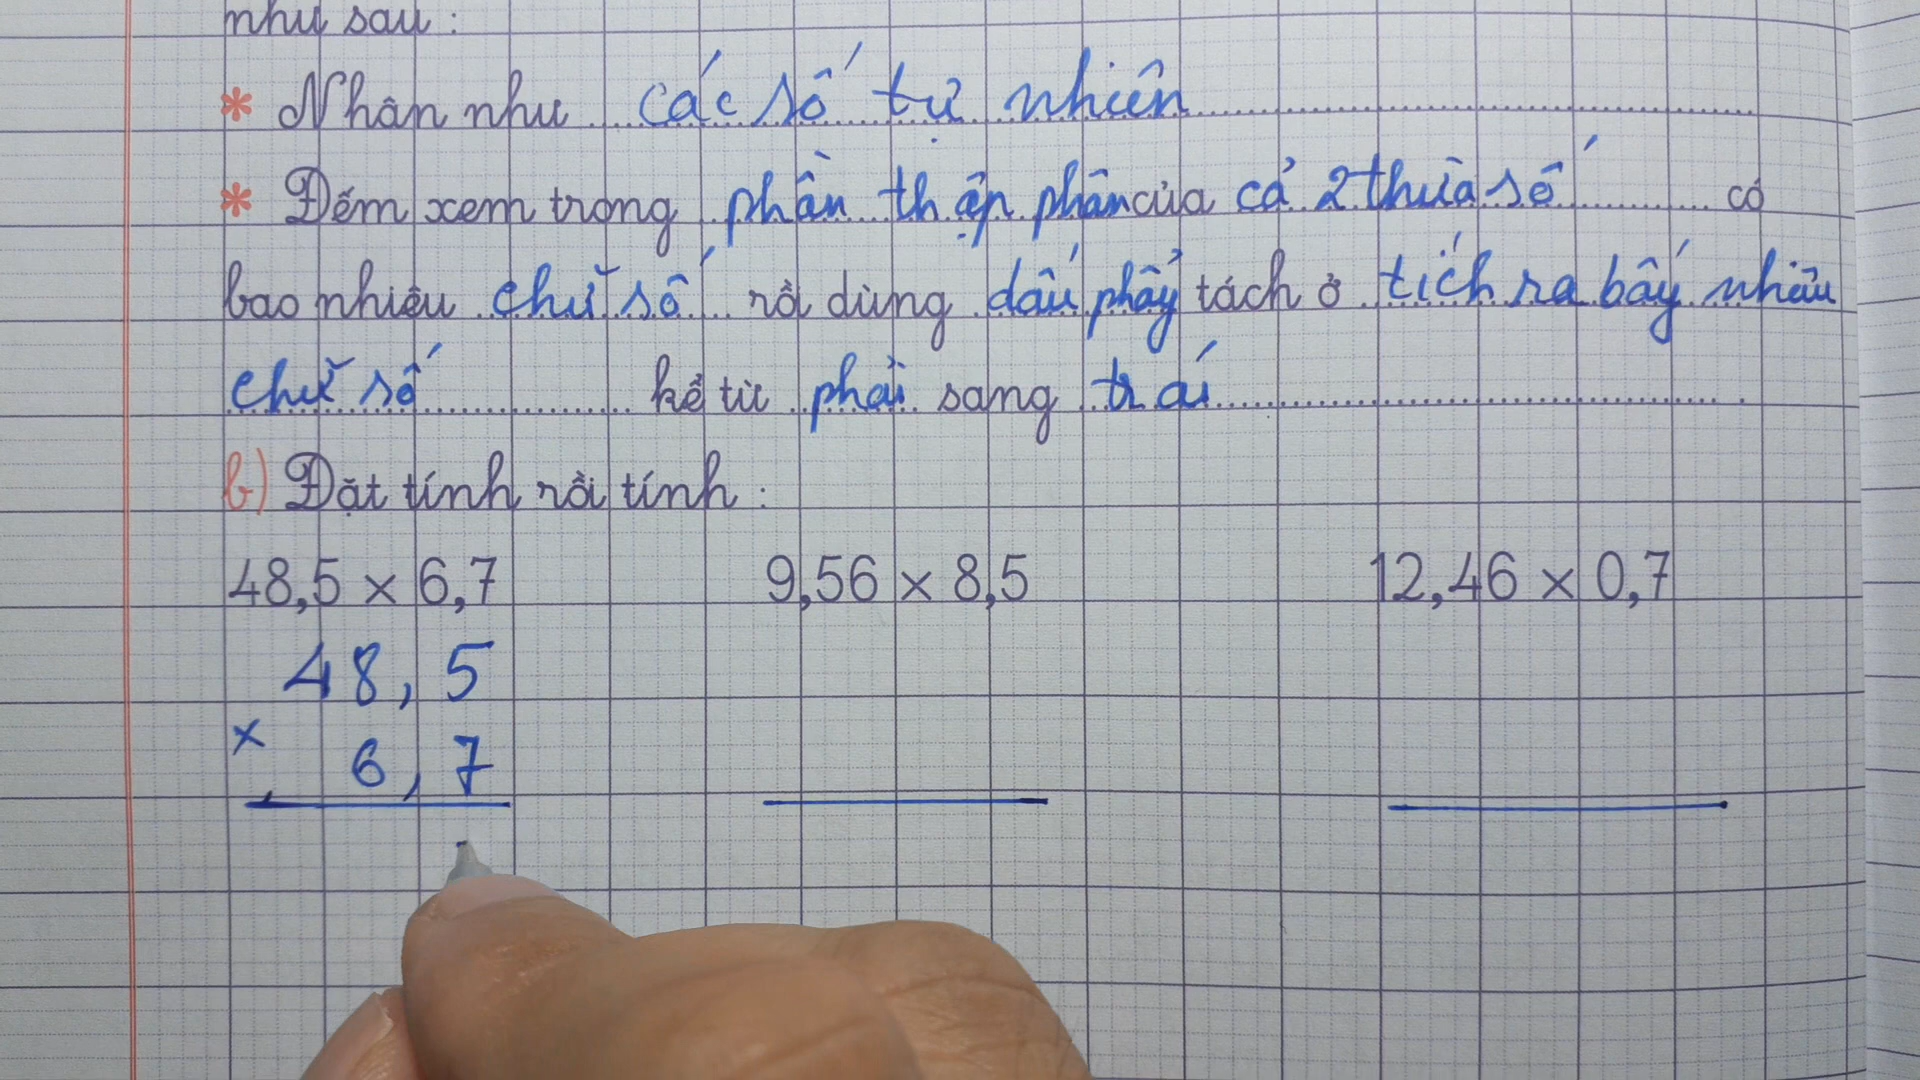 như sau :
* Nhân như các số tự nhiên
* Đếm xem trong phần thập phân của cả 2 thừa số có
bao nhiêu chữ số rồi dùng dấu phẩy tách ở tích ra bấy nhiêu
chữ số kể từ phải sang trái
b) Đặt tính rồi tính :
48,5 x 6,7 9,56 x 8,5 12,46 x 0,7
48,5
x
6,7